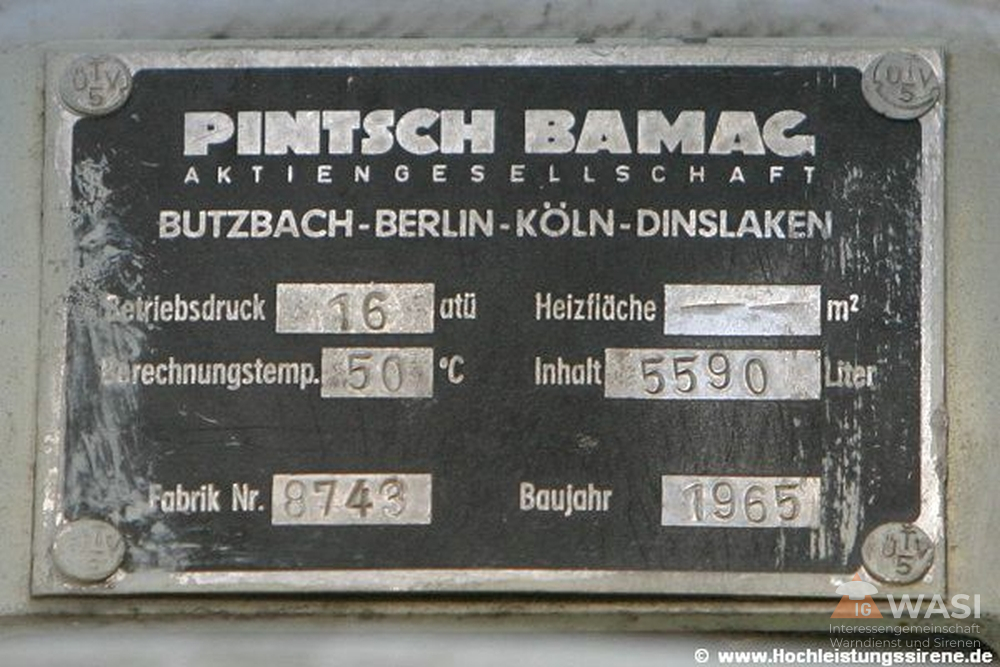 TÜV
5
TÜV
5
PINTSCH BAMAG
AKTIENGESELLSCHAFT
BUTZBACH-BERLIN-KÖLN-DINSLAKEN
Betriebsdruck 16 atü Heizfläche — m²
Berechnungstemp. 50 °C Inhalt 5590 Liter
Fabrik Nr. 8743 Baujahr 1965
TÜV
5
IG WASI
Interessengemeinschaft
Warndienst und Sirenen
© www.Hochleistungssirene.de